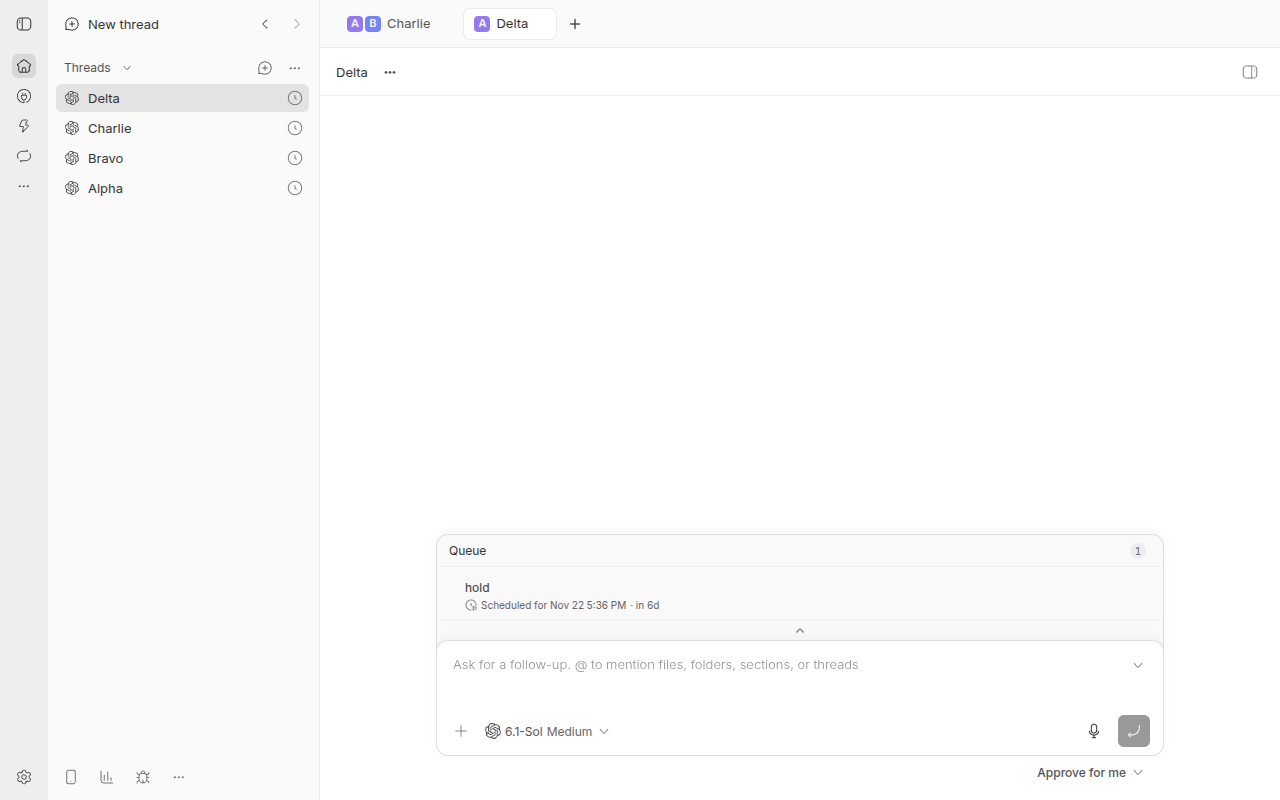 New thread
Threads
Delta
Charlie
Bravo
Alpha
A B Charlie
A Delta
Delta
Queue
1
hold
Scheduled for Nov 22 5:36 PM · in 6d
Ask for a follow-up. @ to mention files, folders, sections, or threads
6.1-Sol Medium
Approve for me